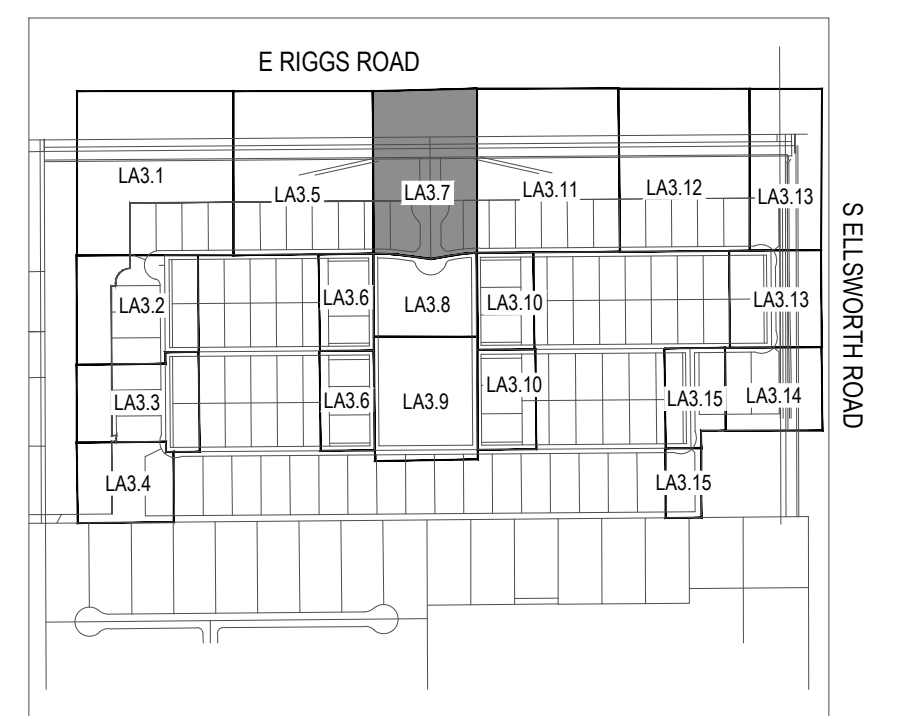 E RIGGS ROAD
LA3.1
LA3.5
LA3.7
LA3.11
LA3.12
LA3.13
LA3.2
LA3.6
LA3.8
LA3.10
LA3.13
LA3.3
LA3.6
LA3.9
LA3.10
LA3.15
LA3.14
LA3.4
LA3.15
S ELLSWORTH ROAD